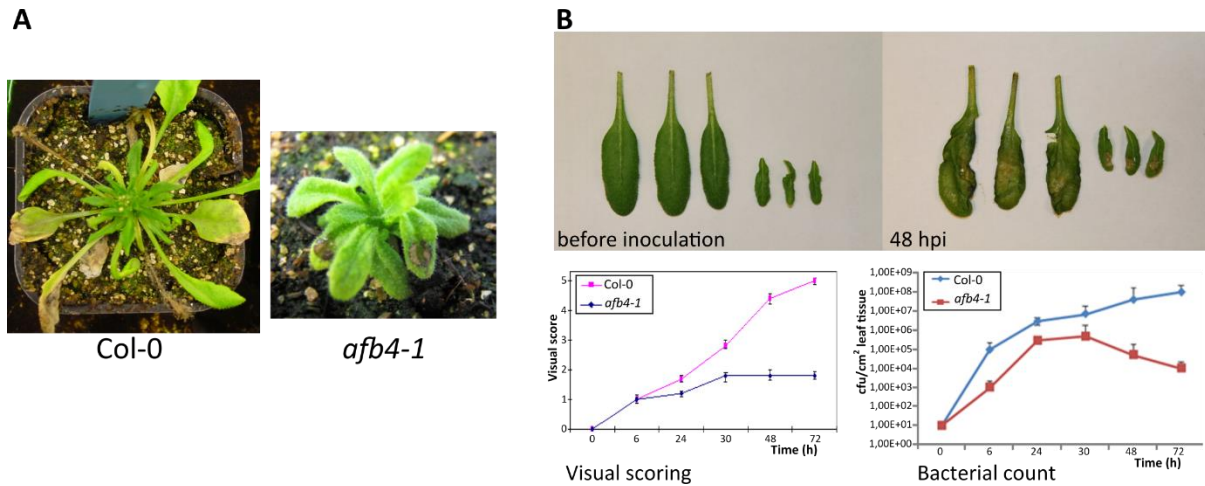 A
Col-0
afb4-1
B
before inoculation
48 hpi
Col-0
afb4-1
Visual score
5
4
3
2
1
0
0 6 24 30 48 72
Time (h)
Visual scoring
Col-0
afb4-1
cfu/cm² leaf tissue
1,00E+09
1,00E+08
1,00E+07
1,00E+06
1,00E+05
1,00E+04
1,00E+03
1,00E+02
1,00E+01
1,00E+00
0 6 24 30 48 72
Time (h)
Bacterial count